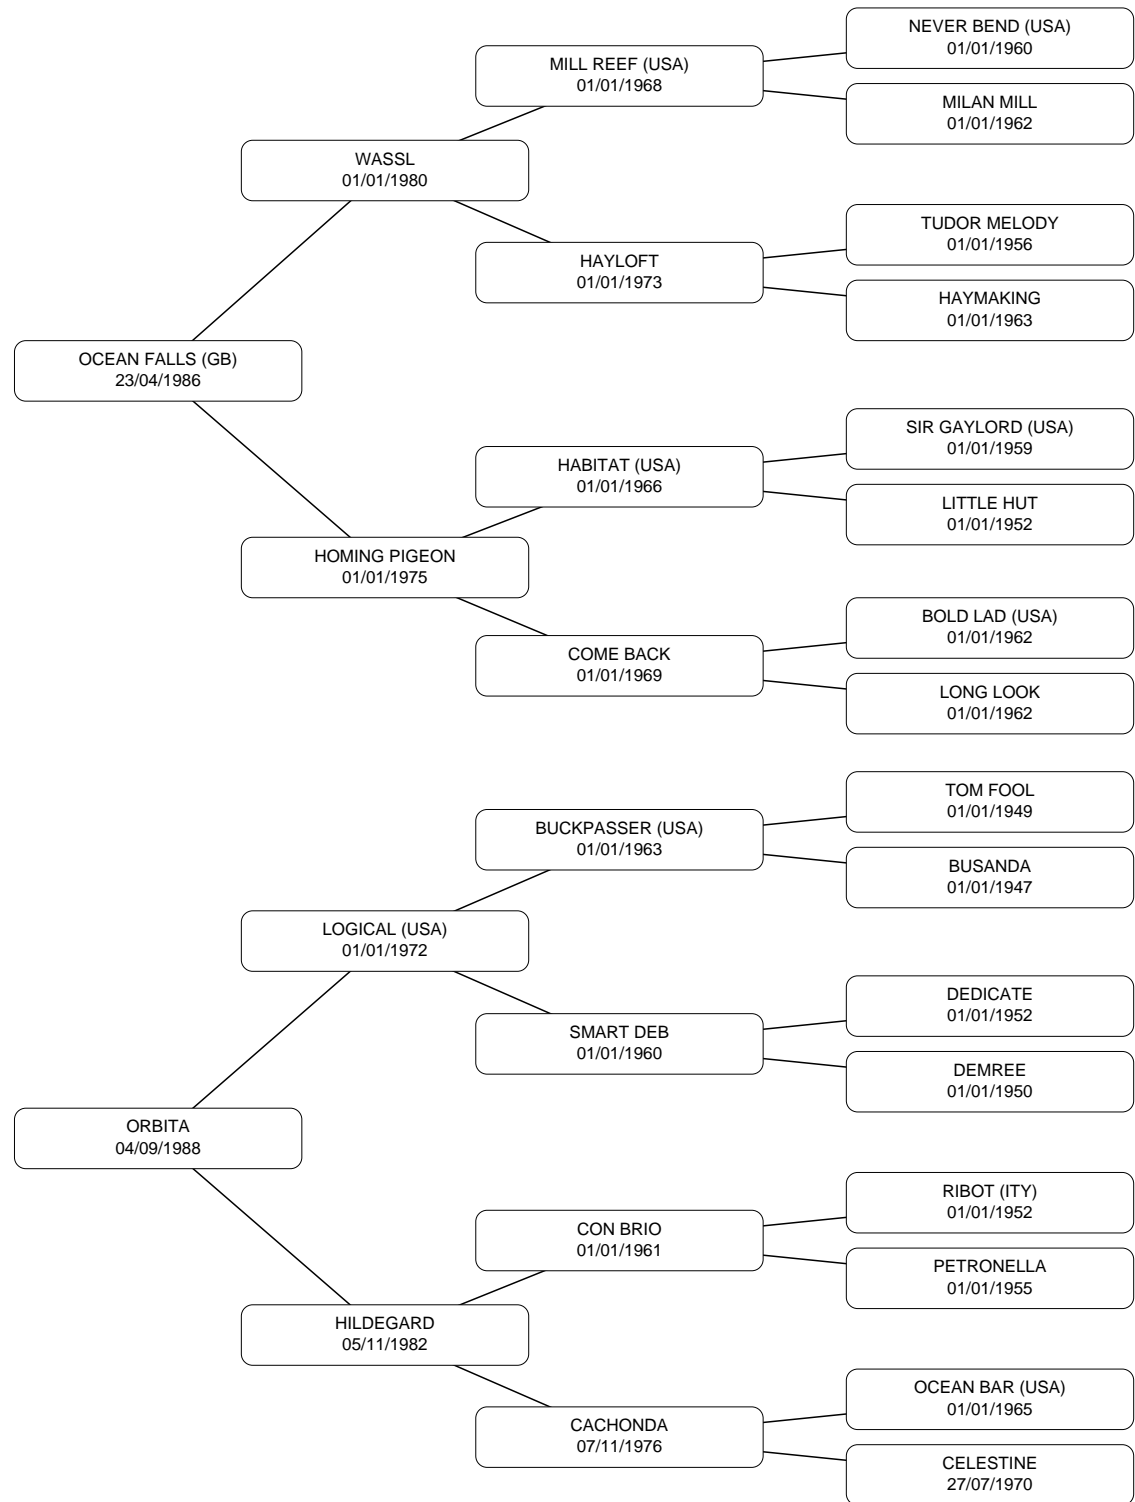 NEVER BEND (USA)
01/01/1960
MILL REEF (USA)
01/01/1968
MILAN MILL
01/01/1962
WASSL
01/01/1980
TUDOR MELODY
01/01/1956
HAYLOFT
01/01/1973
HAYMAKING
01/01/1963
OCEAN FALLS (GB)
23/04/1986
SIR GAYLORD (USA)
01/01/1959
HABITAT (USA)
01/01/1966
LITTLE HUT
01/01/1952
HOMING PIGEON
01/01/1975
BOLD LAD (USA)
01/01/1962
COME BACK
01/01/1969
LONG LOOK
01/01/1962
TOM FOOL
01/01/1949
BUCKPASSER (USA)
01/01/1963
BUSANDA
01/01/1947
LOGICAL (USA)
01/01/1972
DEDICATE
01/01/1952
SMART DEB
01/01/1960
DEMREE
01/01/1950
ORBITA
04/09/1988
RIBOT (ITY)
01/01/1952
CON BRIO
01/01/1961
PETRONELLA
01/01/1955
HILDEGARD
05/11/1982
OCEAN BAR (USA)
01/01/1965
CACHONDA
07/11/1976
CELESTINE
27/07/1970